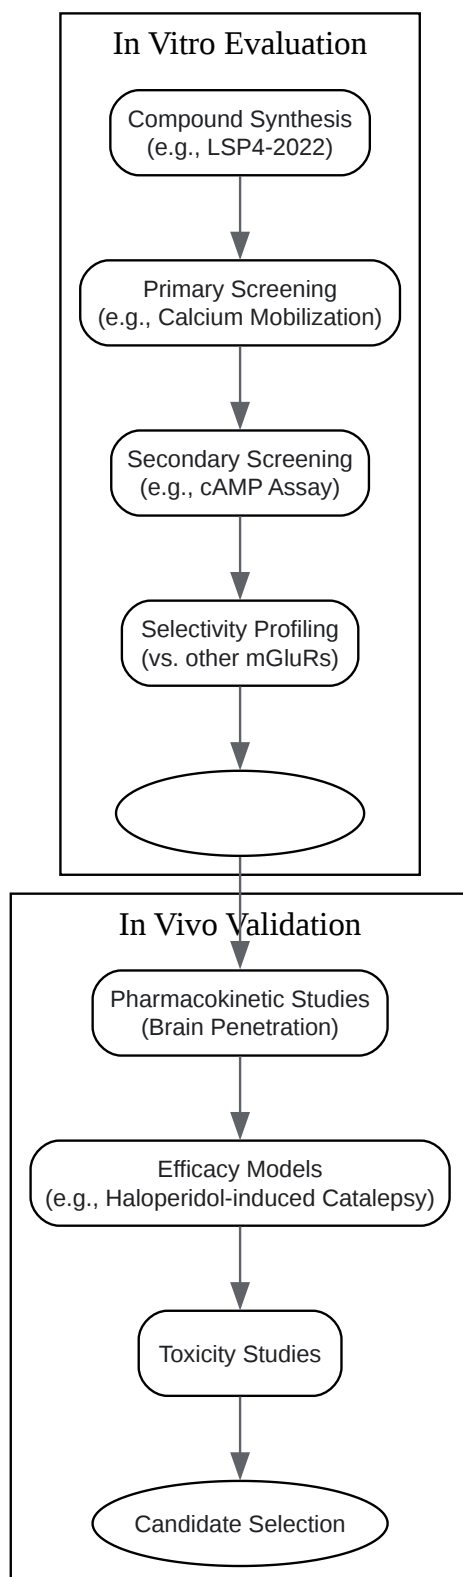 In Vitro Evaluation
Compound Synthesis
(e.g., LSP4-2022)
Primary Screening
(e.g., Calcium Mobilization)
Secondary Screening
(e.g., cAMP Assay)
Selectivity Profiling
(vs. other mGluRs)
In Vivo Validation
Pharmacokinetic Studies
(Brain Penetration)
Efficacy Models
(e.g., Haloperidol-induced Catalepsy)
Toxicity Studies
Candidate Selection